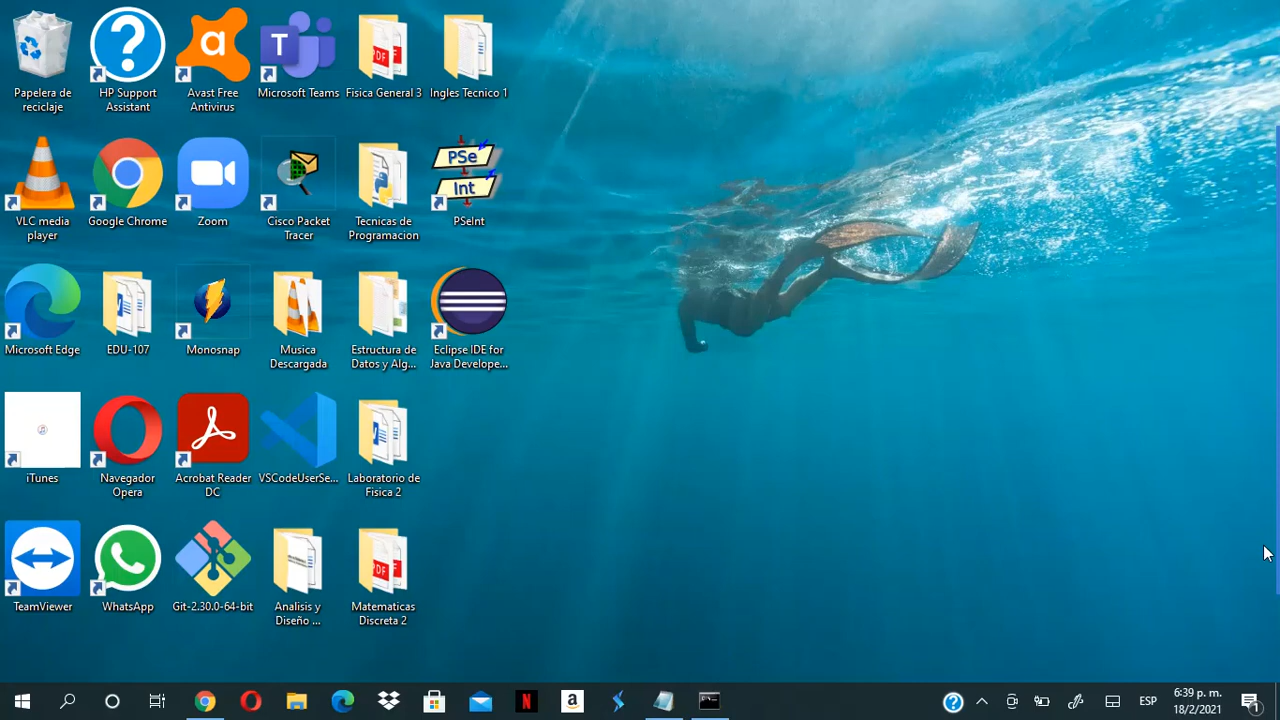 Papelera de
reciclaje
HP Support
Assistant
Avast Free
Antivirus
Microsoft Teams
Fisica General 3
Ingles Tecnico 1
VLC media
player
Google Chrome
Zoom
Cisco Packet
Tracer
Tecnicas de
Programacion
PSe
Int
PSeInt
Microsoft Edge
EDU-107
Monosnap
Musica
Descargada
Estructura de
Datos y Alg...
Eclipse IDE for
Java Develope...
iTunes
Navegador
Opera
Acrobat Reader
DC
VSCodeUserSe...
Laboratorio de
Fisica 2
TeamViewer
WhatsApp
Git-2.30.0-64-bit
Analisis y
Diseño ...
Matematicas
Discreta 2
ESP
6:39 p. m.
18/2/2021